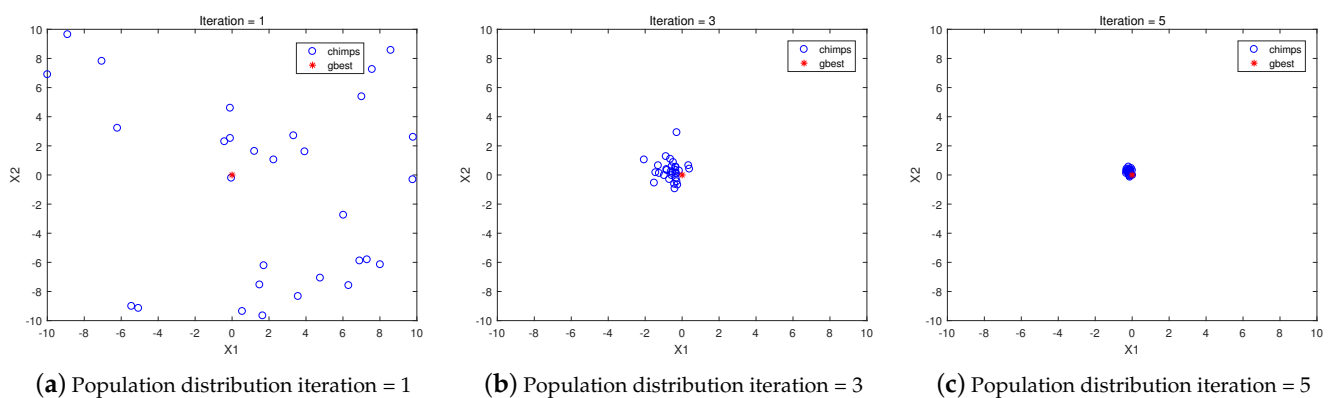 Iteration = 1
chimps
gbest
10
8
6
4
2
0
-2
-4
-6
-8
-10
X2
-10 -8 -6 -4 -2 0 2 4 6 8 10
X1
(a) Population distribution iteration = 1
Iteration = 3
chimps
gbest
10
8
6
4
2
0
-2
-4
-6
-8
-10
X2
-10 -8 -6 -4 -2 0 2 4 6 8 10
X1
(b) Population distribution iteration = 3
Iteration = 5
chimps
gbest
10
8
6
4
2
0
-2
-4
-6
-8
-10
X2
-10 -8 -6 -4 -2 0 2 4 6 8 10
X1
(c) Population distribution iteration = 5